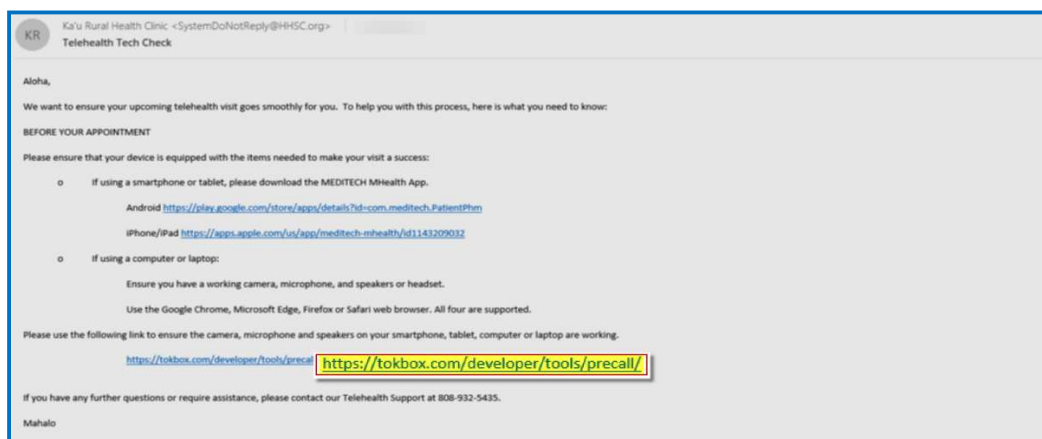 KR
Ka'u Rural Health Clinic <SystemDoNotReply@HHSC.org>
Telehealth Tech Check
Aloha,
We want to ensure your upcoming telehealth visit goes smoothly for you. To help you with this process, here is what you need to know:
BEFORE YOUR APPOINTMENT
Please ensure that your device is equipped with the items needed to make your visit a success:
o If using a smartphone or tablet, please download the MEDITECH MHealth App.
Android https://play.google.com/store/apps/details?id=com.meditech.PatientPhm
iPhone/iPad https://apps.apple.com/us/app/meditech-mhealth/id1143209032
o If using a computer or laptop:
Ensure you have a working camera, microphone, and speakers or headset.
Use the Google Chrome, Microsoft Edge, Firefox or Safari web browser. All four are supported.
Please use the following link to ensure the camera, microphone and speakers on your smartphone, tablet, computer or laptop are working.
https://tokbox.com/developer/tools/precal https://tokbox.com/developer/tools/precall/
If you have any further questions or require assistance, please contact our Telehealth Support at 808-932-5435.
Mahalo